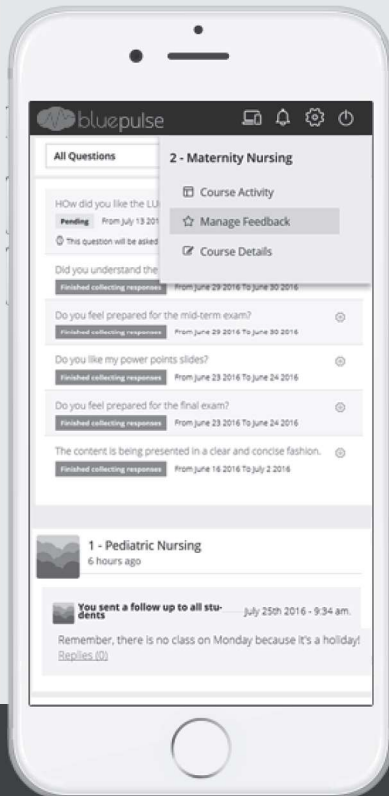 bluepulse
All Questions
2 - Maternity Nursing
Course Activity
Manage Feedback
Course Details
HOw did you like the LU
Pending From July 13 201
This question will be asked
Did you understand the
Finished collecting responses From June 29 2016 To June 30 2016
Do you feel prepared for the mid-term exam?
Finished collecting responses From June 29 2016 To June 30 2016
Do you like my power points slides?
Finished collecting responses From June 23 2016 To June 24 2016
Do you feel prepared for the final exam?
Finished collecting responses From June 23 2016 To June 24 2016
The content is being presented in a clear and concise fashion.
Finished collecting responses From June 16 2016 To July 2 2016
1 - Pediatric Nursing
6 hours ago
You sent a follow up to all stu-
dents
July 25th 2016 - 9:34 am.
Remember, there is no class on Monday because it's a holiday!
Replies (0)